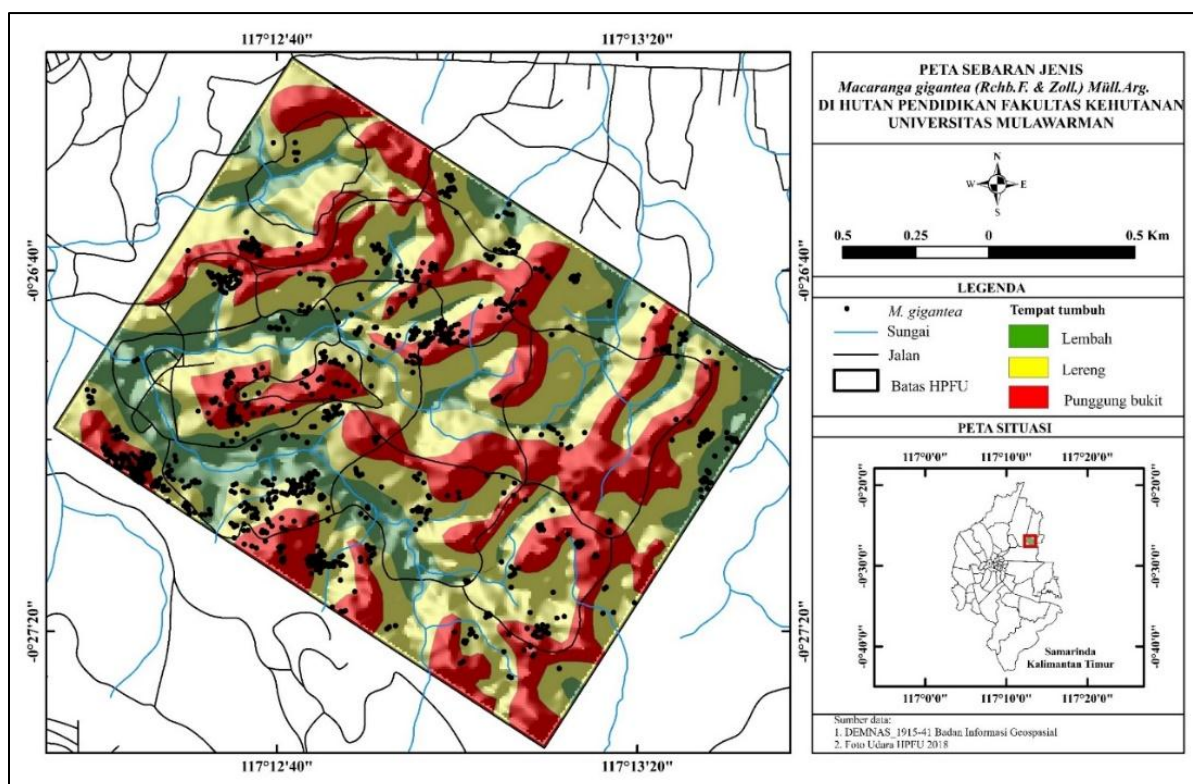 117°12'40"
117°13'20"
-0°26'40"
-0°27'20"
-0°26'40"
-0°27'20"
117°12'40"
117°13'20"
PETA SEBARAN JENIS
Macaranga gigantea (Rchb.F. & Zoll.) Müll.Arg.
DI HUTAN PENDIDIKAN FAKULTAS KEHUTANAN
UNIVERSITAS MULAWARMAN
N
W E
S
0.5 0.25 0 0.5 Km
LEGENDA
M. gigantea
Sungai
Jalan
Batas HPFU
Tempat tumbuh
Lembah
Lereng
Punggung bukit
PETA SITUASI
117°0'0" 117°10'0" 117°20'0"
-0°20'0"
-0°30'0"
-0°40'0"
-0°20'0"
-0°30'0"
-0°40'0"
Samarinda
Kalimantan Timur
117°0'0" 117°10'0" 117°20'0"
Sumber data:
1. DEMNAS_1915-41 Badan Informasi Geospasial
2. Foto Udara HPFU 2018